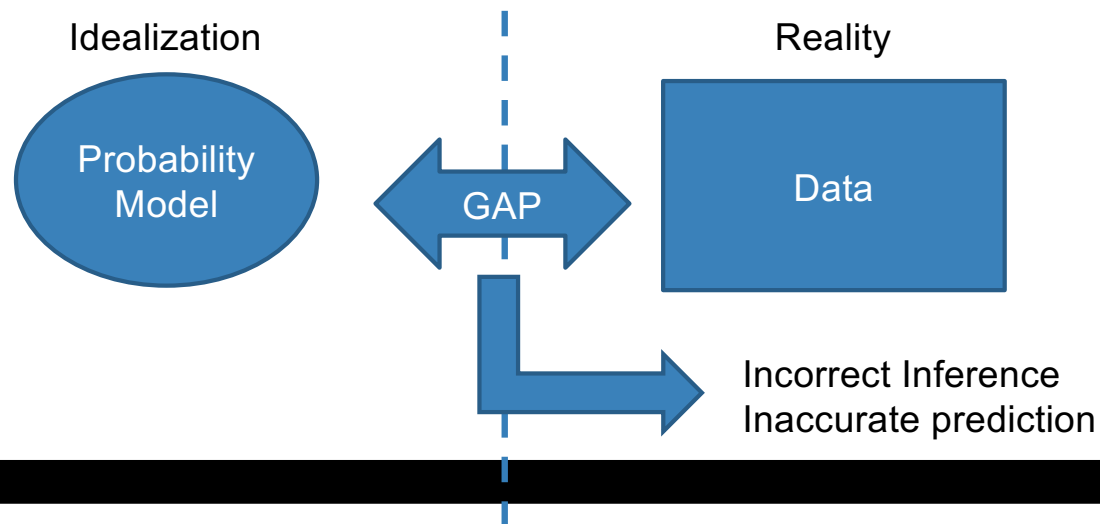 Idealization
Reality
Probability
Model
GAP
Data
Incorrect Inference
Inaccurate prediction